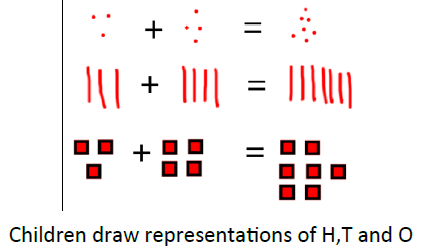 + =
+ =
+ =
Children draw representations of H,T and O